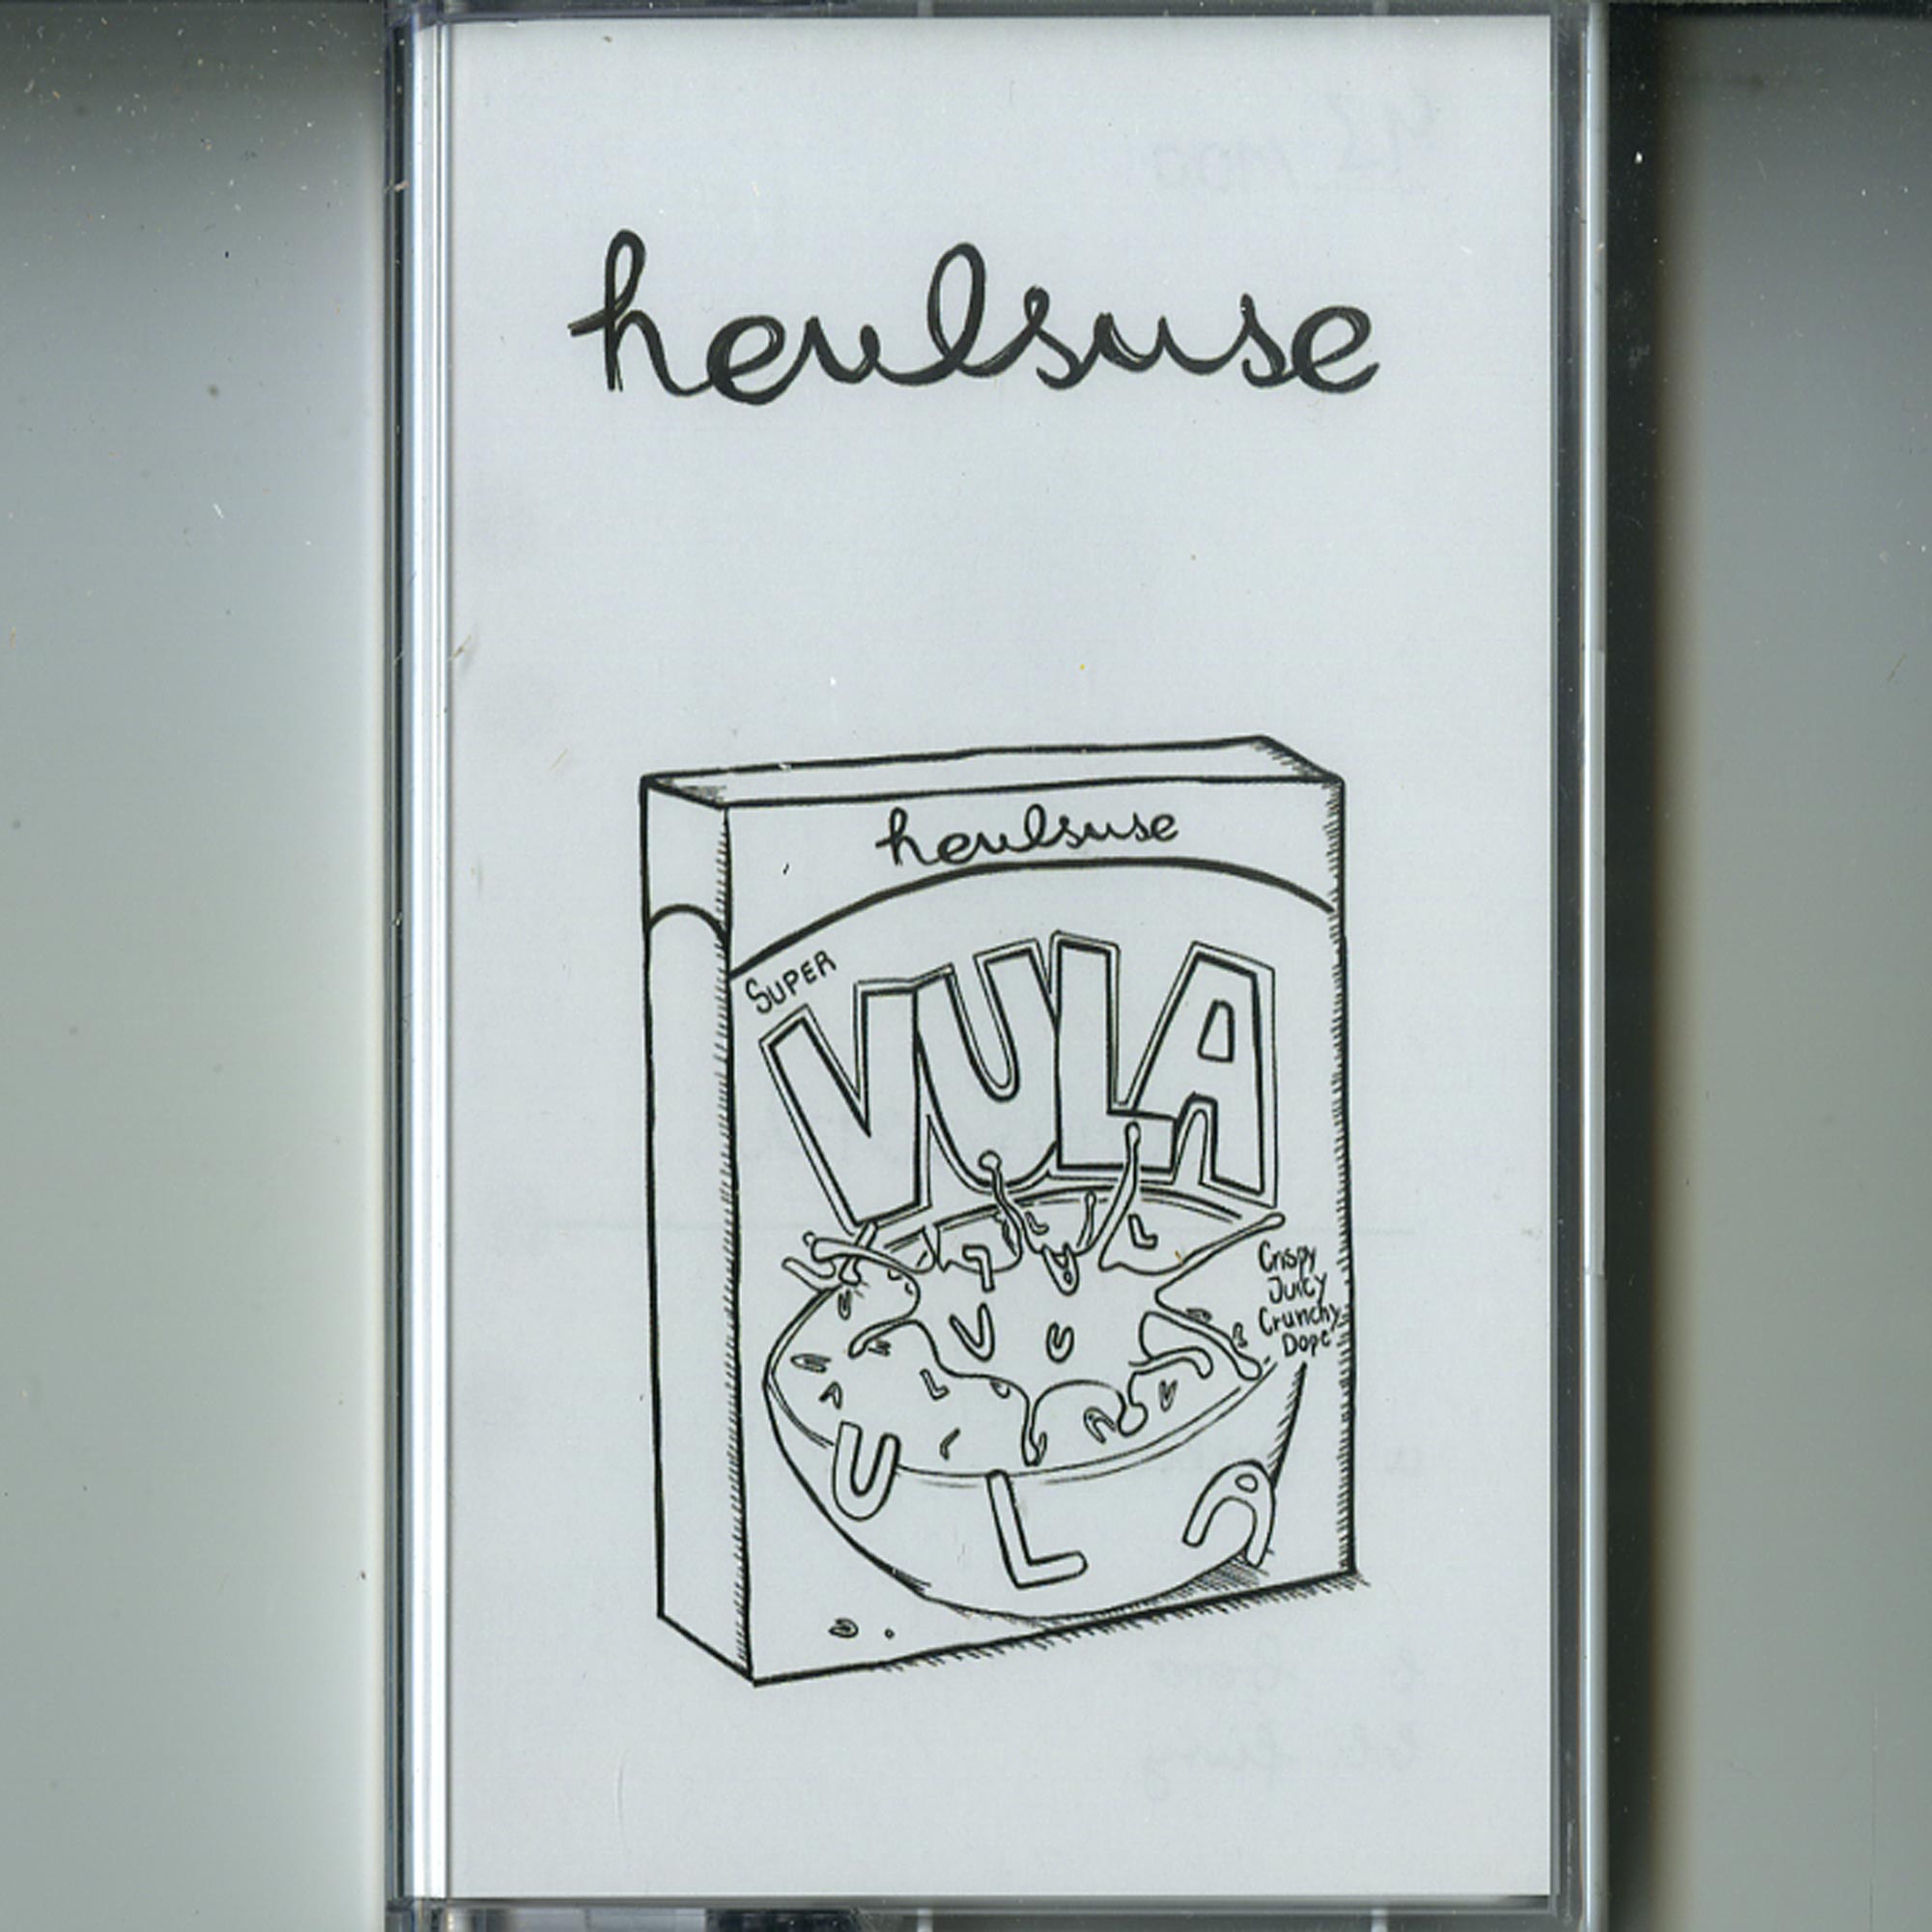 heulsuse
heulsuse
SUPER
VULA
Crispy
Juicy
Crunchy
Dope
V L L
U
U
V U
A L V
U
L
A